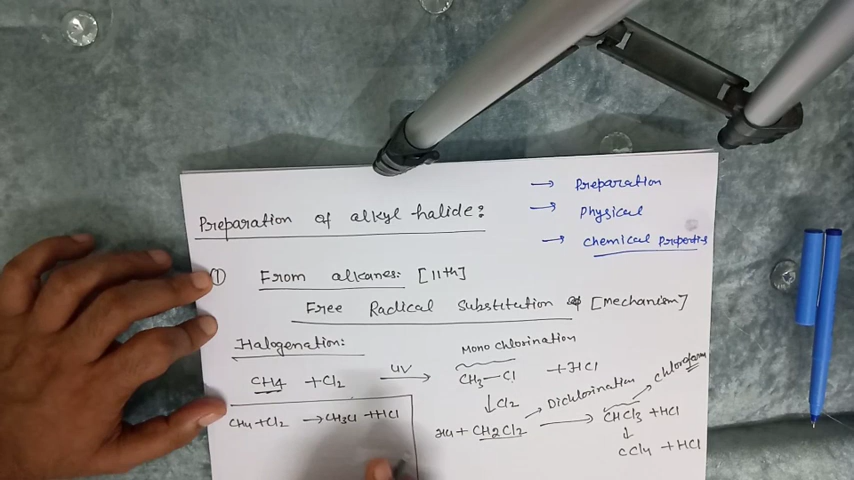 → Preparation
→ Physical
→ chemical Properties
Preparation of alkyl halide:
① From alkanes: [11th]
Free Radical Substitution [Mechanism]
Halogenation:
Mono chlorination
CH4 + Cl2 UV → CH3—Cl + HCl
↓ Cl2
Dichlorination
chloroform
CH4 + Cl2 → CH3Cl + HCl
+ CH2Cl2 → CHCl3 + HCl
↓
CCl4 + HCl